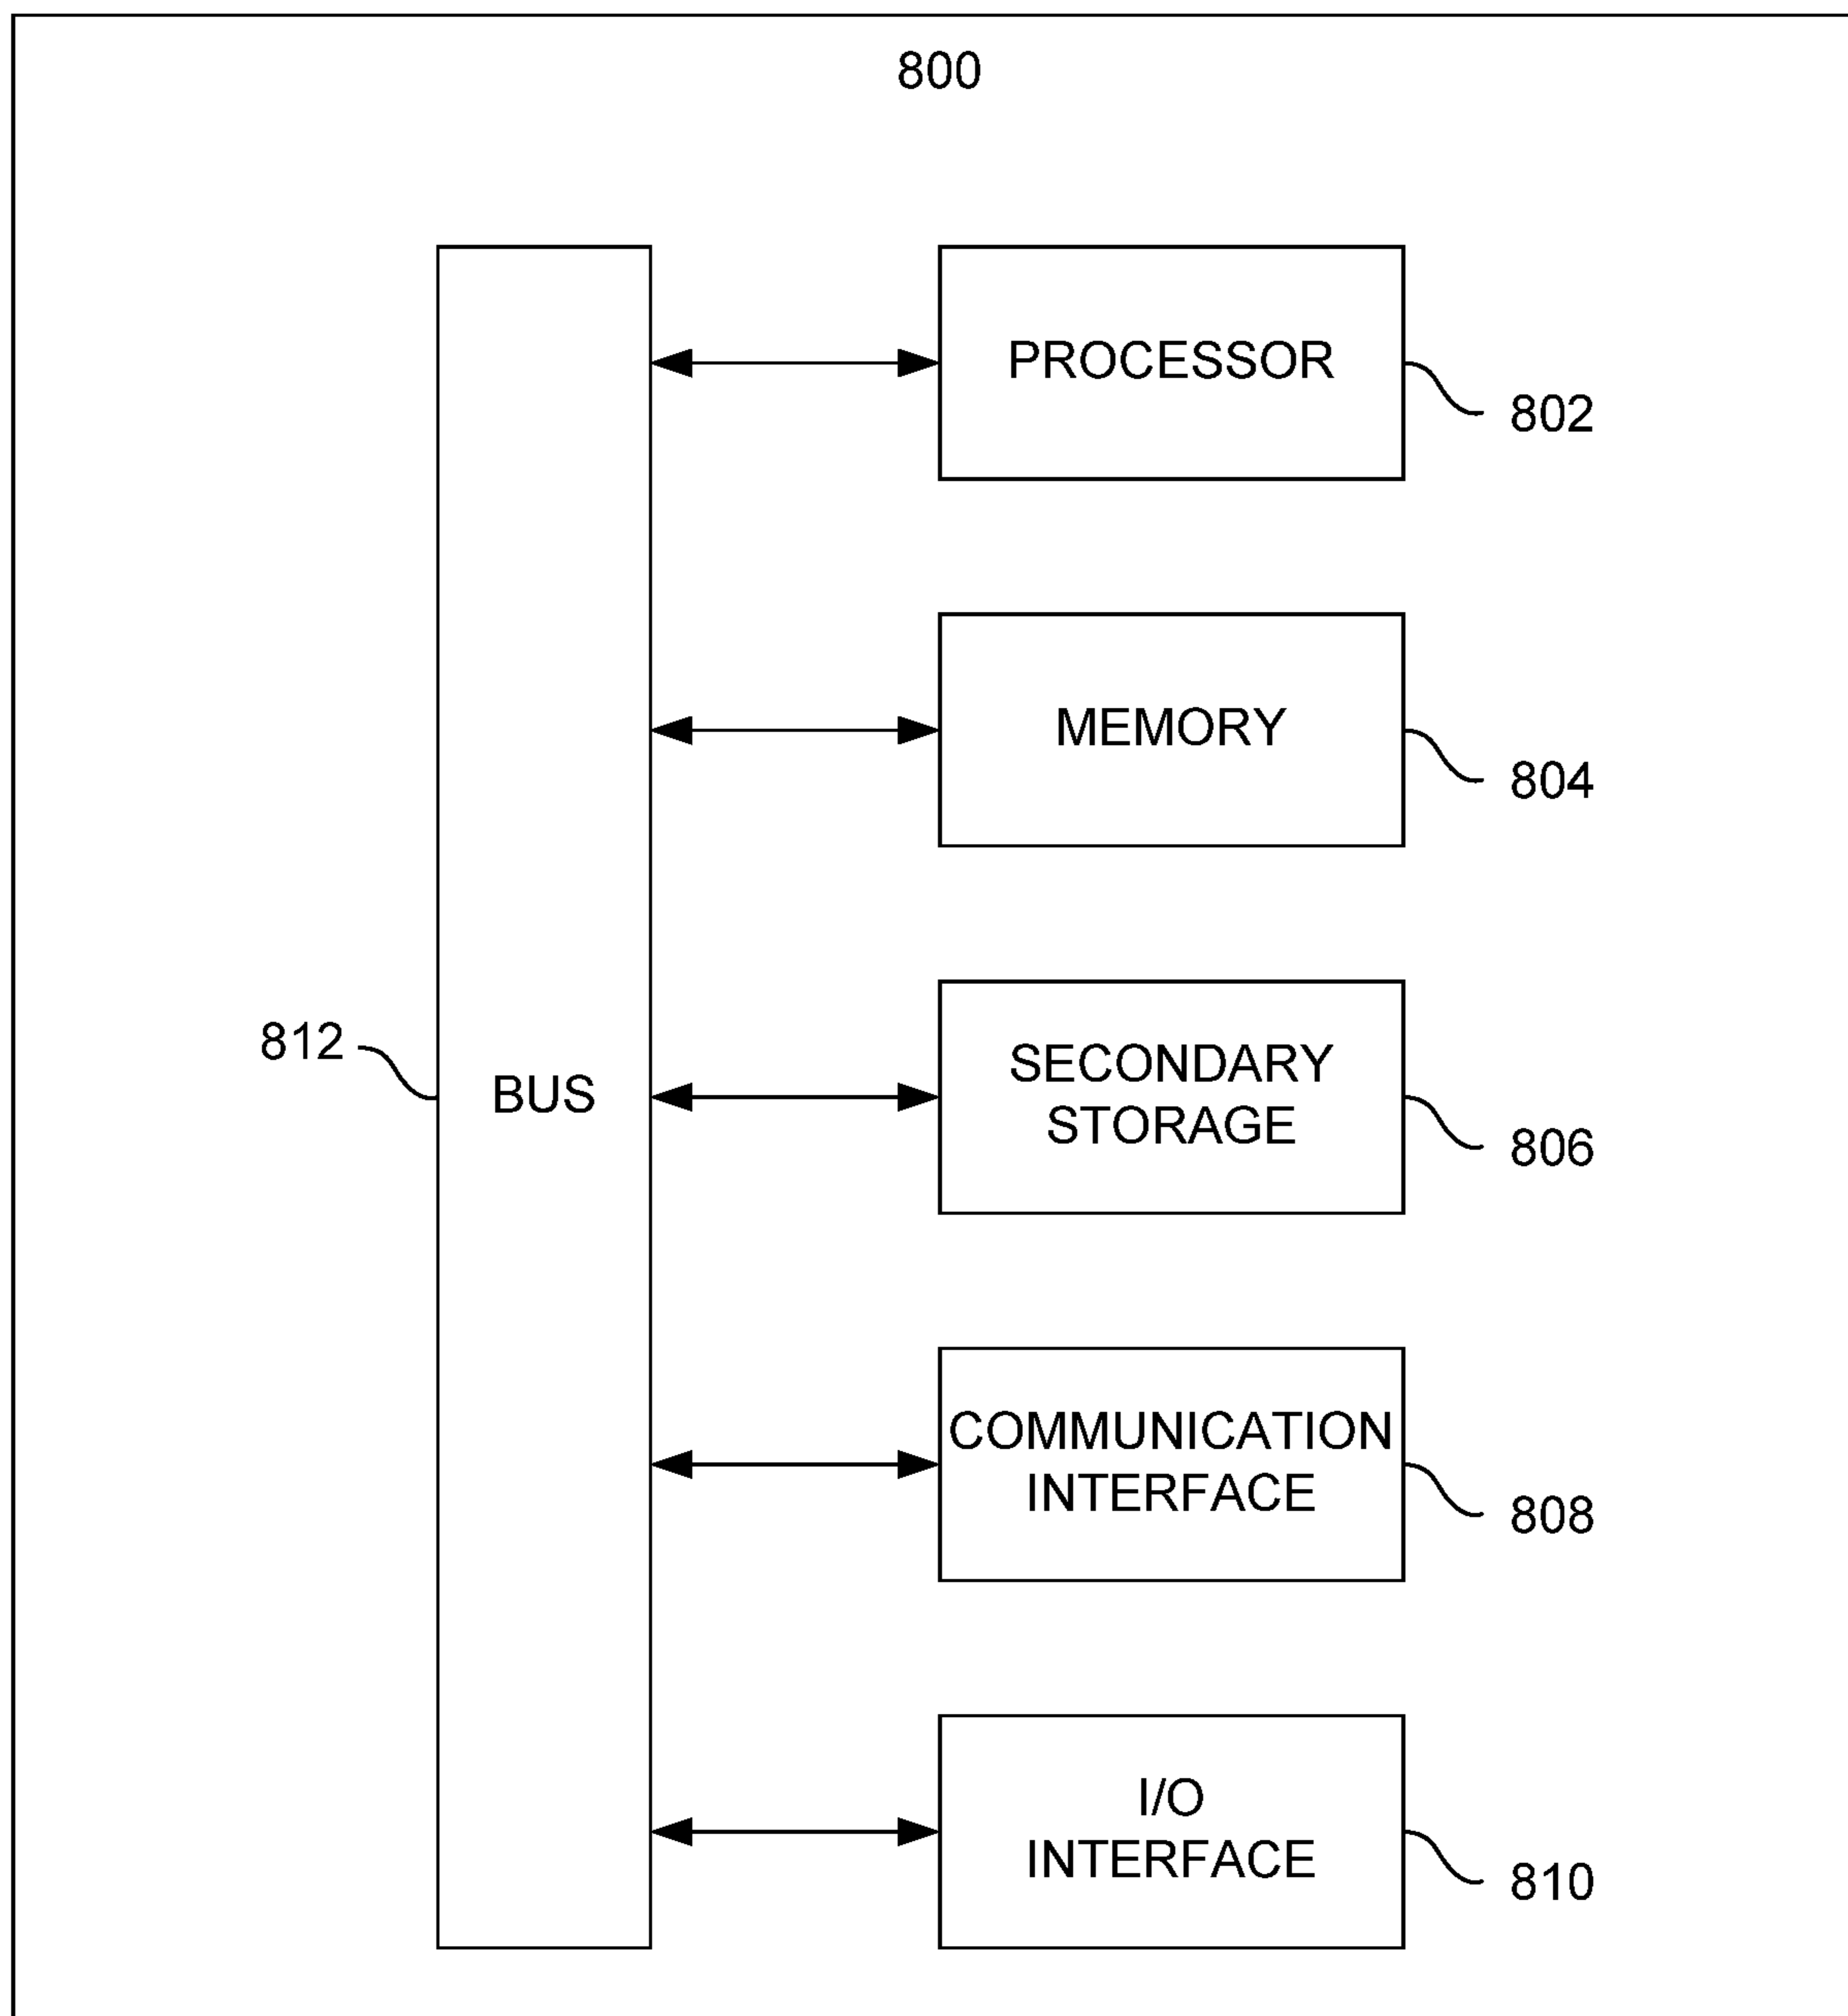 800
PROCESSOR
802
MEMORY
804
812
BUS
SECONDARY
STORAGE
806
COMMUNICATION
INTERFACE
808
I/O
INTERFACE
810